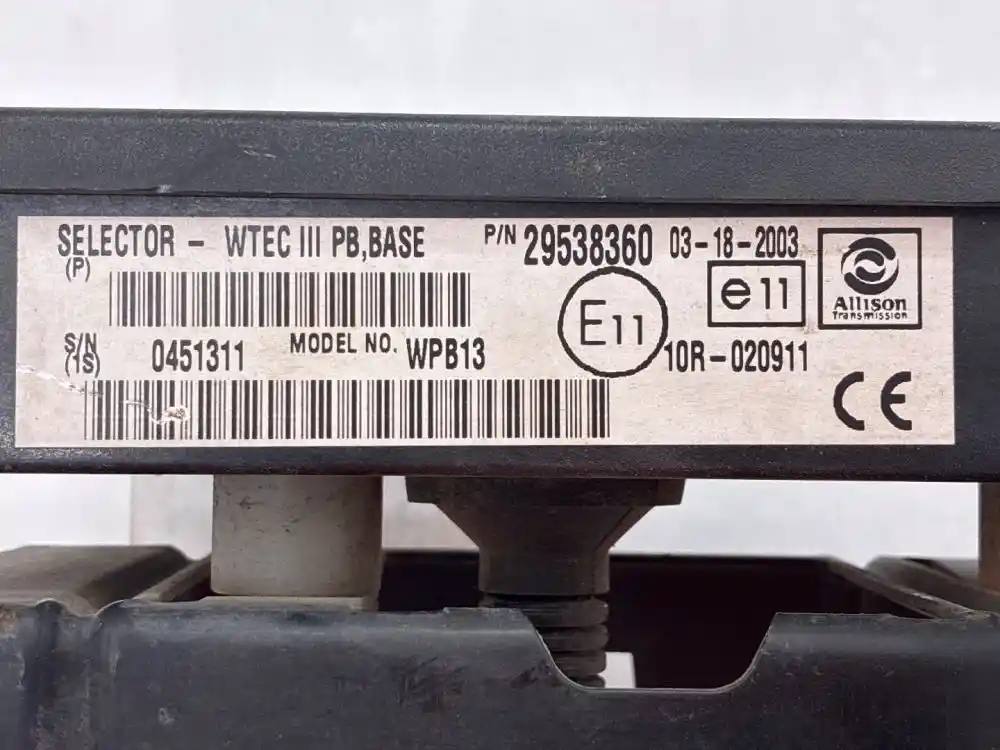 SELECTOR - WTEC III PB,BASE P/N 29538360 03-18-2003
(P)
E11
e11
Allison
Transmission
S/N
(1S) 0451311 MODEL NO. WPB13 10R-020911
CE